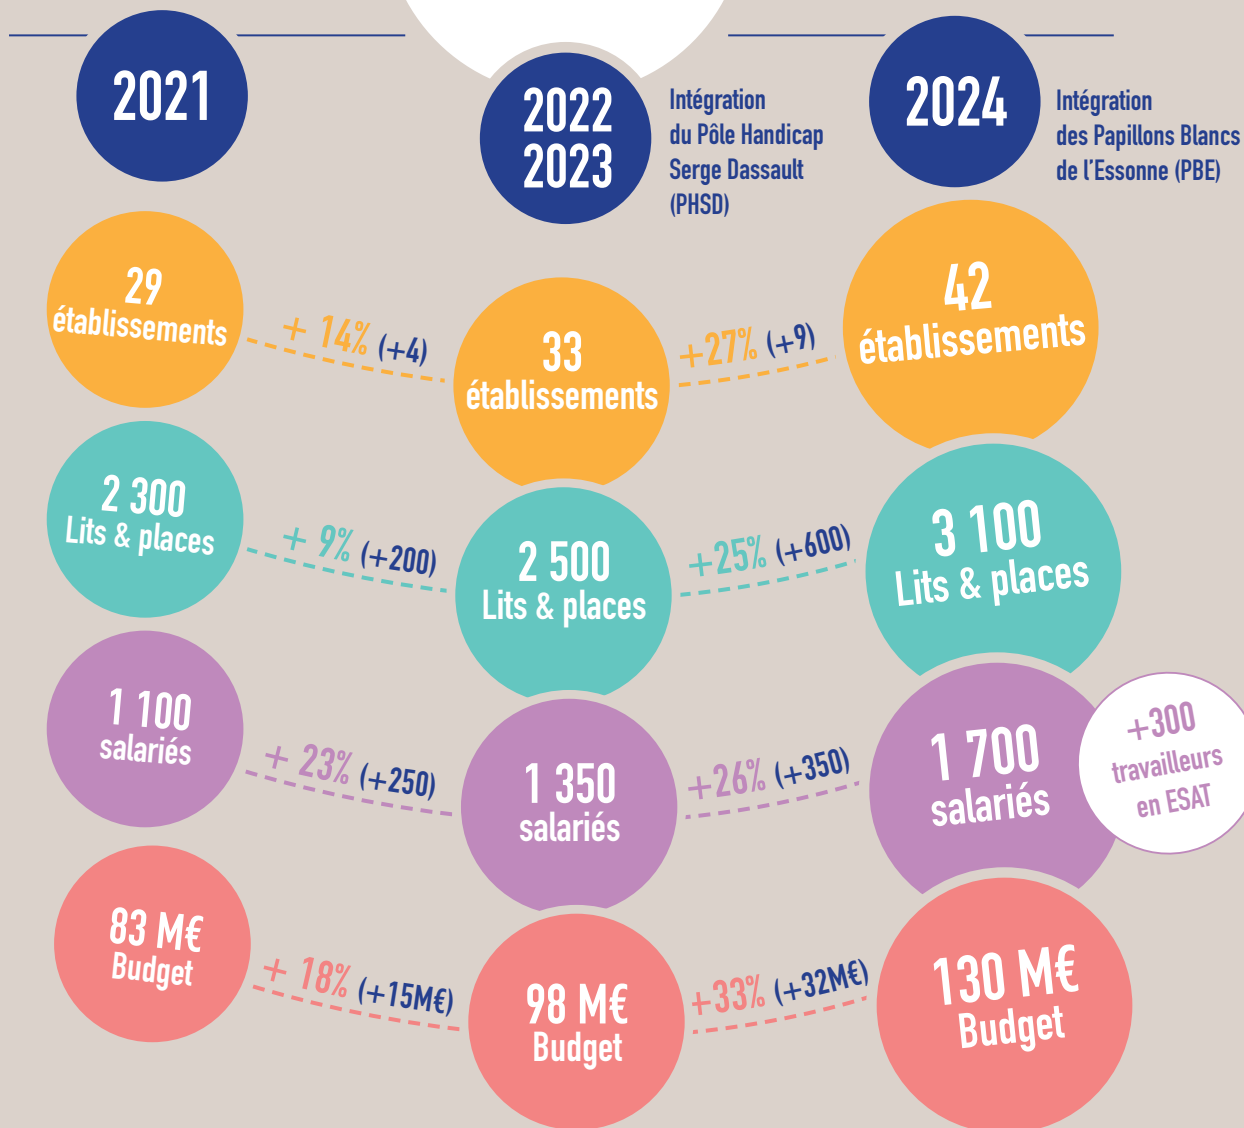 2021
2022
2023
Intégration
du Pôle Handicap
Serge Dassault
(PHSD)
2024
Intégration
des Papillons Blancs
de l'Essonne (PBE)
29
établissements
+ 14% (+4)
33
établissements
+27% (+9)
42
établissements
2 300
Lits & places
+ 9% (+200)
2 500
Lits & places
+25% (+600)
3 100
Lits & places
1 100
salariés
+ 23% (+250)
1 350
salariés
+26% (+350)
1 700
salariés
+300
travailleurs
en ESAT
83 M€
Budget
+ 18% (+15M€)
98 M€
Budget
+33% (+32M€)
130 M€
Budget